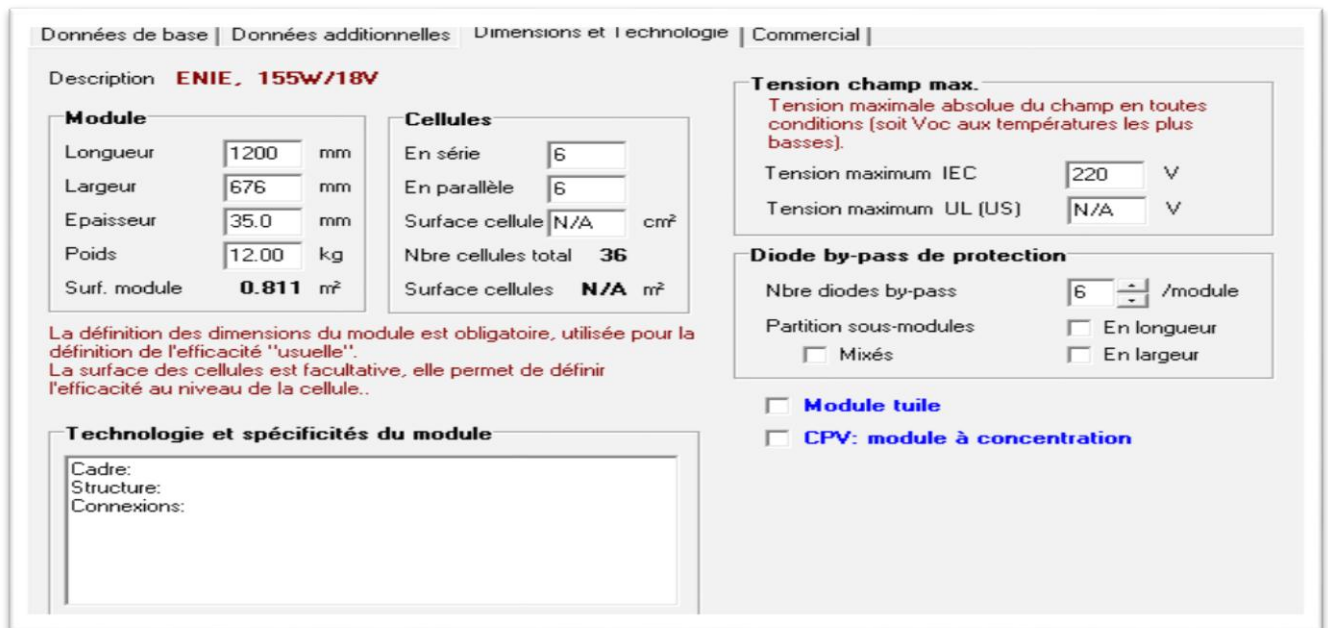 Données de base | Données additionnelles | Dimensions et Technologie | Commercial |
Description ENIE, 155W/18V
Module
Longueur 1200 mm
Largeur 676 mm
Epaisseur 35.0 mm
Poids 12.00 kg
Surf. module 0.811 m²
Cellules
En série 6
En parallèle 6
Surface cellule N/A cm²
Nbre cellules total 36
Surface cellules N/A m²
La définition des dimensions du module est obligatoire, utilisée pour la
définition de l'efficacité "usuelle".
La surface des cellules est facultative, elle permet de définir
l'efficacité au niveau de la cellule..
Technologie et spécificités du module
Cadre:
Structure:
Connexions:
Tension champ max.
Tension maximale absolue du champ en toutes
conditions (soit Voc aux températures les plus
basses).
Tension maximum IEC 220 V
Tension maximum UL (US) N/A V
Diode by-pass de protection
Nbre diodes by-pass 6 /module
Partition sous-modules En longueur
Mixés En largeur
Module tuile
CPV: module à concentration